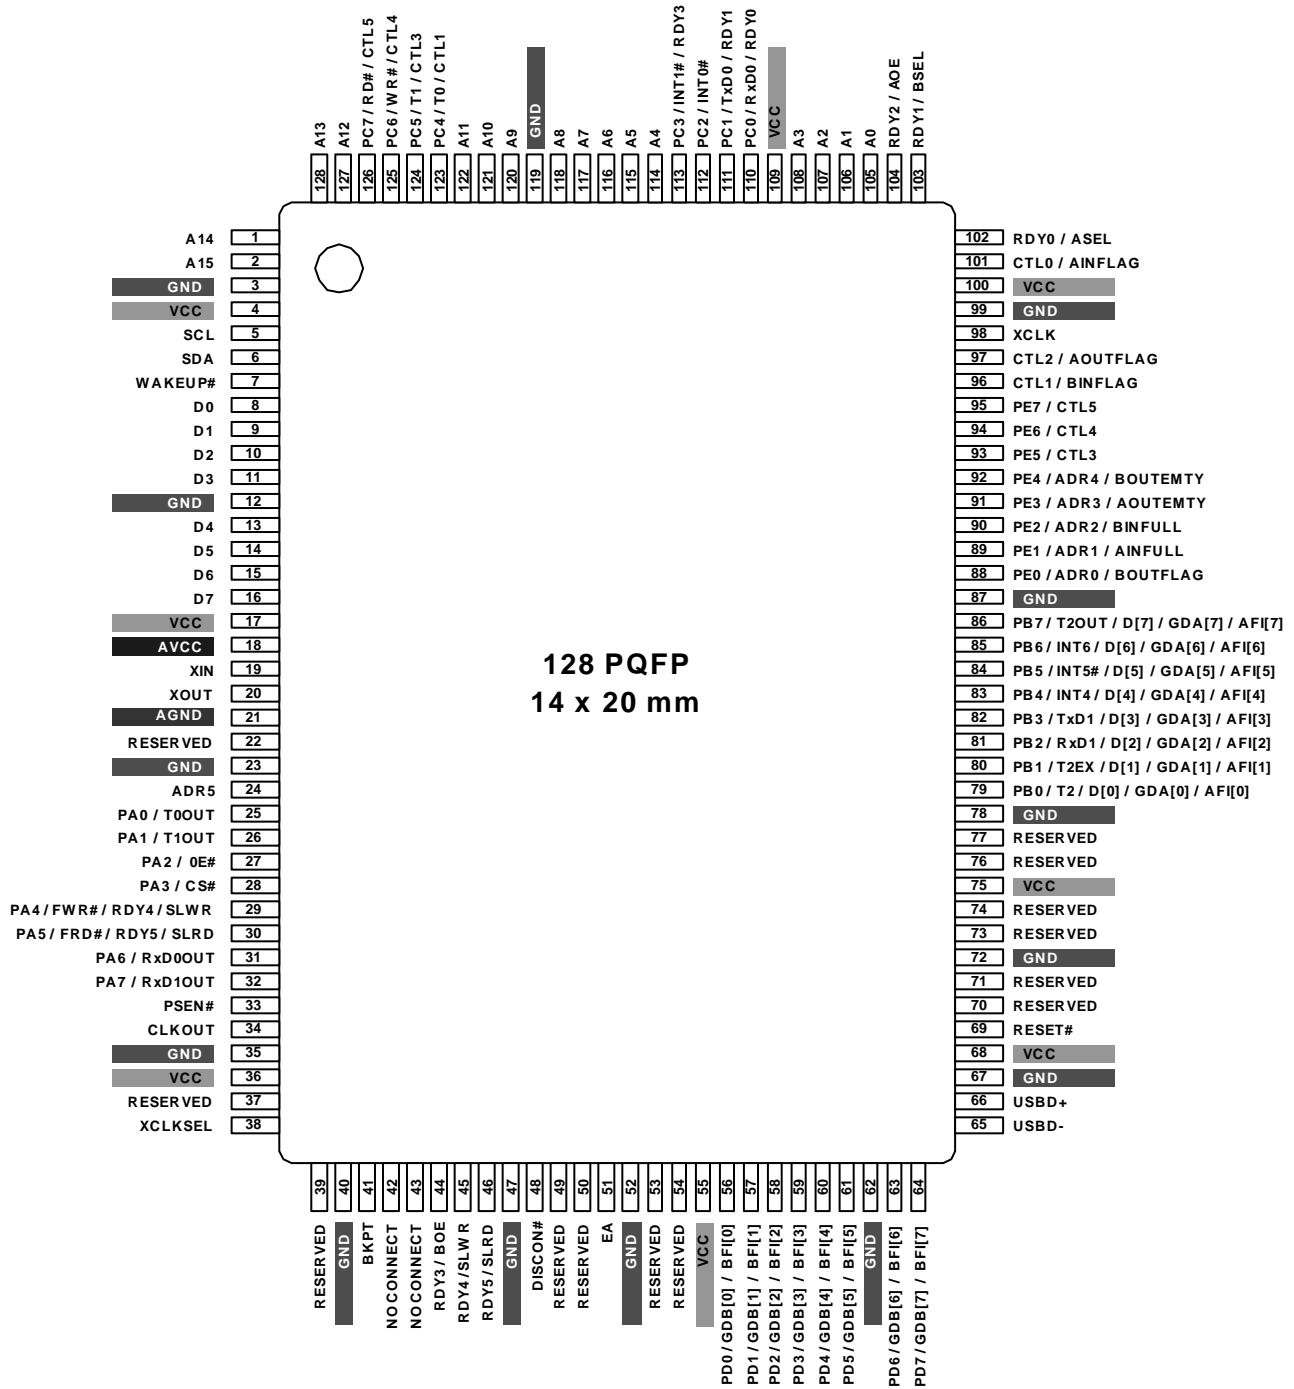 A13
A12
PC7 / RD# / CTL5
PC6 / WR# / CTL4
PC5 / T1 / CTL3
PC4 / T0 / CTL1
A11
A10
A9
GND
A8
A7
A6
A5
A4
PC3 / INT1# / RDY3
PC2 / INT0#
PC1 / TxD0 / RDY1
PC0 / RxD0 / RDY0
VCC
A3
A2
A1
A0
RDY2 / AOE
RDY1 / BSEL
128 127 126 125 124 123 122 121 120 119 118 117 116 115 114 113 112 111 110 109 108 107 106 105 104 103
A14 1
A15 2
GND 3
VCC 4
SCL 5
SDA 6
WAKEUP# 7
D0 8
D1 9
D2 10
D3 11
GND 12
D4 13
D5 14
D6 15
D7 16
VCC 17
AVCC 18
XIN 19
XOUT 20
AGND 21
RESERVED 22
GND 23
ADR5 24
PA0 / T0OUT 25
PA1 / T1OUT 26
PA2 / 0E# 27
PA3 / CS# 28
PA4 / FWR# / RDY4 / SLWR 29
PA5 / FRD# / RDY5 / SLRD 30
PA6 / RxD0OUT 31
PA7 / RxD1OUT 32
PSEN# 33
CLKOUT 34
GND 35
VCC 36
RESERVED 37
XCLKSEL 38
128 PQFP
14 x 20 mm
102 RDY0 / ASEL
101 CTL0 / AINFLAG
100 VCC
99 GND
98 XCLK
97 CTL2 / AOUTFLAG
96 CTL1 / BINFLAG
95 PE7 / CTL5
94 PE6 / CTL4
93 PE5 / CTL3
92 PE4 / ADR4 / BOUTEMTY
91 PE3 / ADR3 / AOUTEMTY
90 PE2 / ADR2 / BINFULL
89 PE1 / ADR1 / AINFULL
88 PE0 / ADR0 / BOUTFLAG
87 GND
86 PB7 / T2OUT / D[7] / GDA[7] / AFI[7]
85 PB6 / INT6 / D[6] / GDA[6] / AFI[6]
84 PB5 / INT5# / D[5] / GDA[5] / AFI[5]
83 PB4 / INT4 / D[4] / GDA[4] / AFI[4]
82 PB3 / TxD1 / D[3] / GDA[3] / AFI[3]
81 PB2 / RxD1 / D[2] / GDA[2] / AFI[2]
80 PB1 / T2EX / D[1] / GDA[1] / AFI[1]
79 PB0 / T2 / D[0] / GDA[0] / AFI[0]
78 GND
77 RESERVED
76 RESERVED
75 VCC
74 RESERVED
73 RESERVED
72 GND
71 RESERVED
70 RESERVED
69 RESET#
68 VCC
67 GND
66 USBD+
65 USBD-
39 40 41 42 43 44 45 46 47 48 49 50 51 52 53 54 55 56 57 58 59 60 61 62 63 64
RESERVED
GND
BKPT
NOCONNECT
NOCONNECT
RDY3 / BOE
RDY4 / SLWR
RDY5 / SLRD
GND
DISCON#
RESERVED
RESERVED
EA
GND
RESERVED
RESERVED
VCC
PD0 / GDB[0] / BFI[0]
PD1 / GDB[1] / BFI[1]
PD2 / GDB[2] / BFI[2]
PD3 / GDB[3] / BFI[3]
PD4 / GDB[4] / BFI[4]
PD5 / GDB[5] / BFI[5]
GND
PD6 / GDB[6] / BFI[6]
PD7 / GDB[7] / BFI[7]